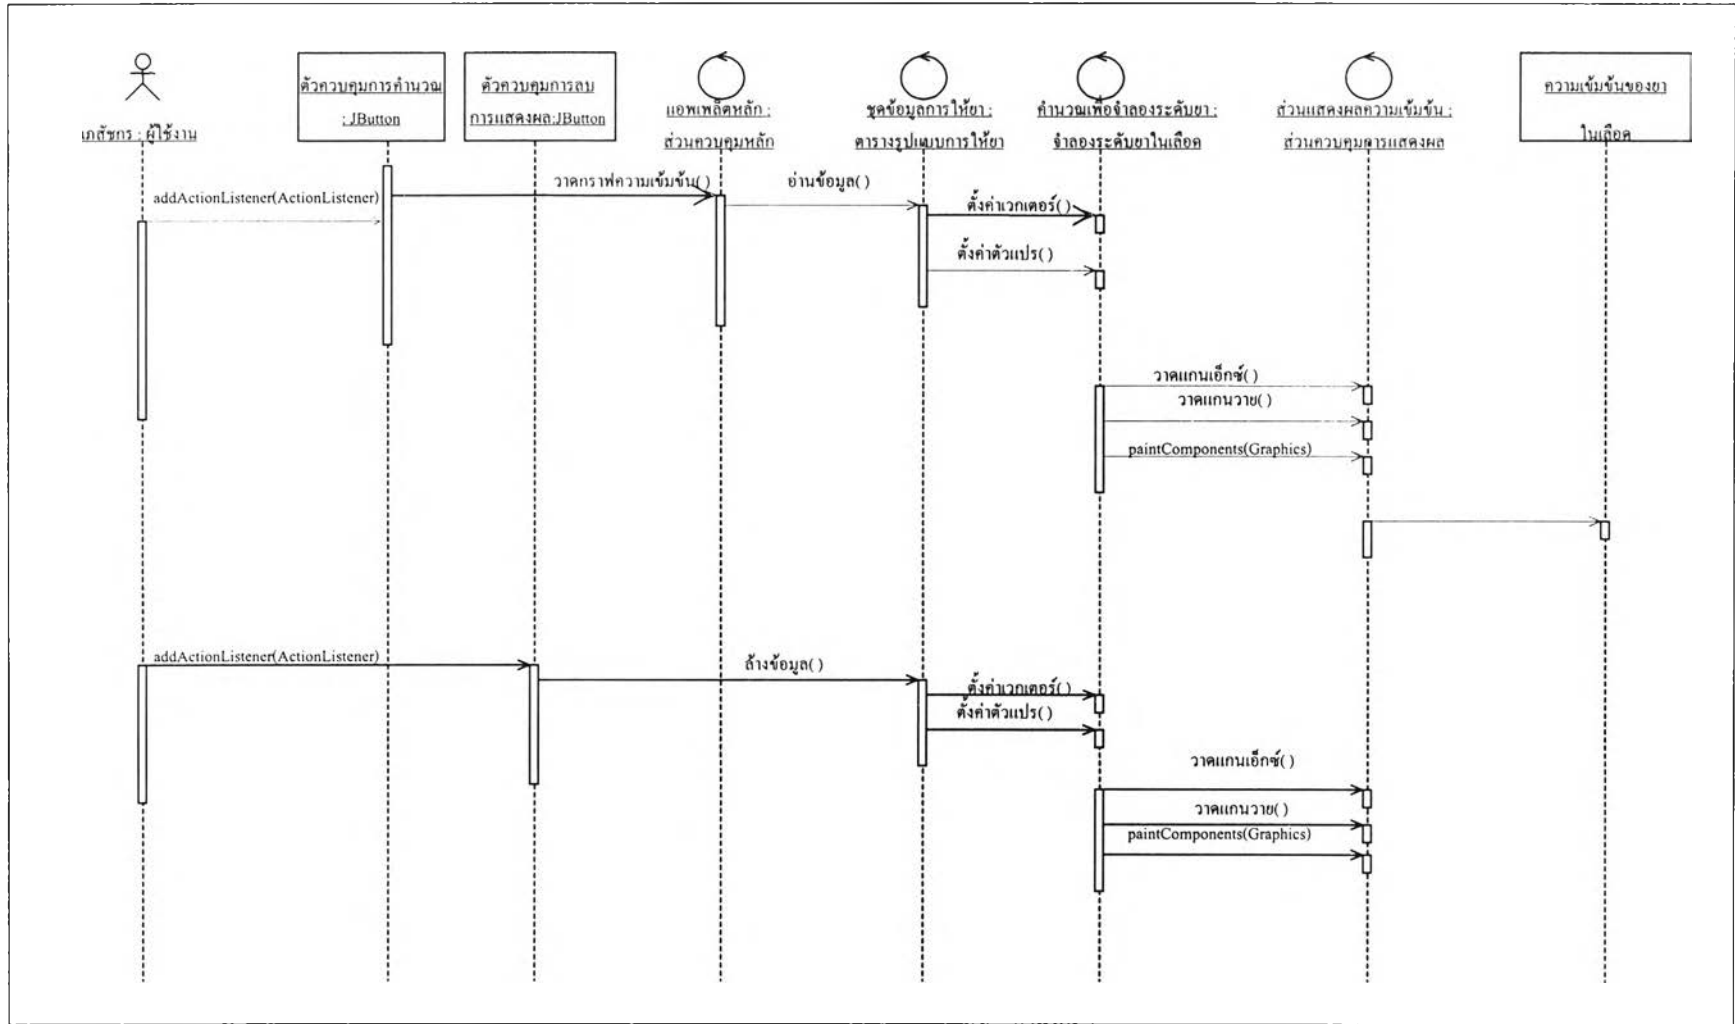 เภสัชกร : ผู้ใช้งาน
ตัวควบคุมการคำนวณ
: JButton
ตัวควบคุมการลบ
การแสดงผล:JButton
แอพเพล็ตหลัก :
ส่วนควบคุมหลัก
ชุดข้อมูลการให้ยา :
ตารางรูปแบบการให้ยา
คำนวณเพื่อจำลองระดับยา :
จำลองระดับยาในเลือด
ส่วนแสดงผลความเข้มข้น :
ส่วนควบคุมการแสดงผล
ความเข้มข้นของยา
ในเลือด
addActionListener(ActionListener)
วาดกราฟความเข้มข้น( )
อ่านข้อมูล( )
ตั้งค่าเวกเตอร์( )
ตั้งค่าตัวแปร( )
วาดแกนเอ็กซ์( )
วาดแกนวาย( )
paintComponents(Graphics)
addActionListener(ActionListener)
ล้างข้อมูล( )
ตั้งค่าเวกเตอร์( )
ตั้งค่าตัวแปร( )
วาดแกนเอ็กซ์( )
วาดแกนวาย( )
paintComponents(Graphics)